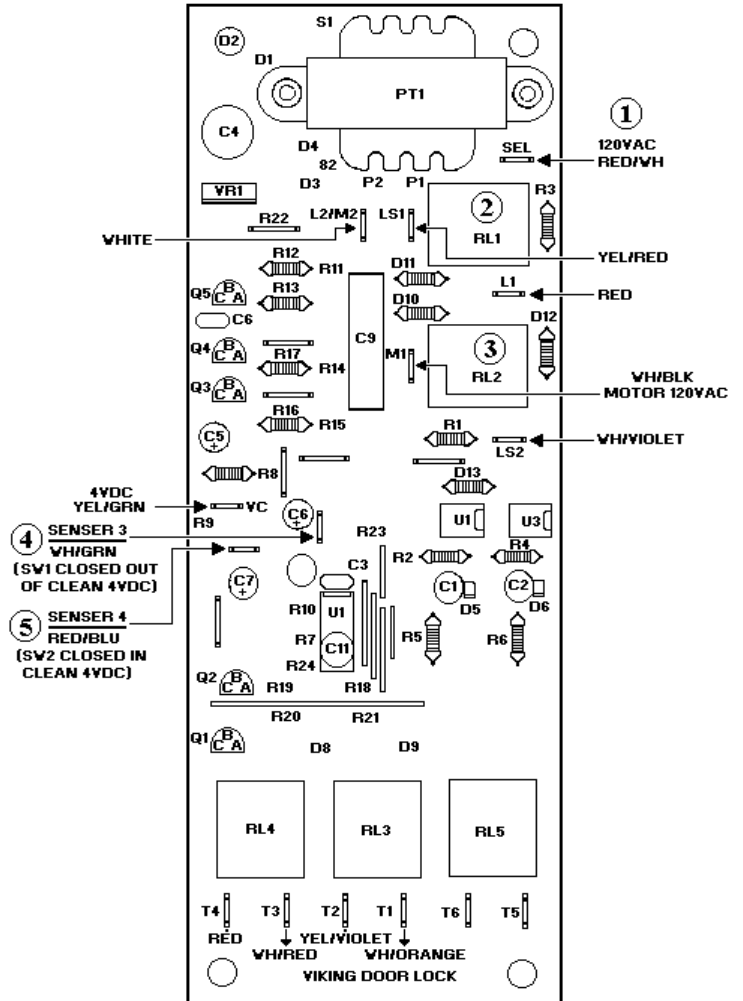 S1
D2
D1
PT1
1
C4
120VAC
RED/WH
SEL
D4
82
D3
P2
P1
VR1
R3
2
RL1
L2/M2
LS1
R22
WHITE
YEL/RED
R12
R11
D11
L1
RED
Q5
B
C A
R13
D10
C6
C9
D12
3
RL2
Q4
B
C A
R17
R14
M1
WH/BLK
MOTOR 120VAC
Q3
B
C A
R16
R15
C5
+
R1
WH/VIOLET
LS2
R8
D13
4VDC
YEL/GRN
VC
R9
C6
+
U1
U3
4
SENSER 3
WH/GRN
(SW1 CLOSED OUT
OF CLEAN 4VDC)
R23
R2
R4
C7
+
C3
C1
C2
D5
D6
5
SENSER 4
RED/BLU
(SW2 CLOSED IN
CLEAN 4VDC)
R10
U1
R7
C11
R5
R6
R24
Q2
B
C A
R19
R18
R20
R21
Q1
B
C A
D8
D9
RL4
RL3
RL5
T4
T3
T2
T1
T6
T5
RED
YEL/VIOLET
WH/RED
WH/ORANGE
VIKING DOOR LOCK